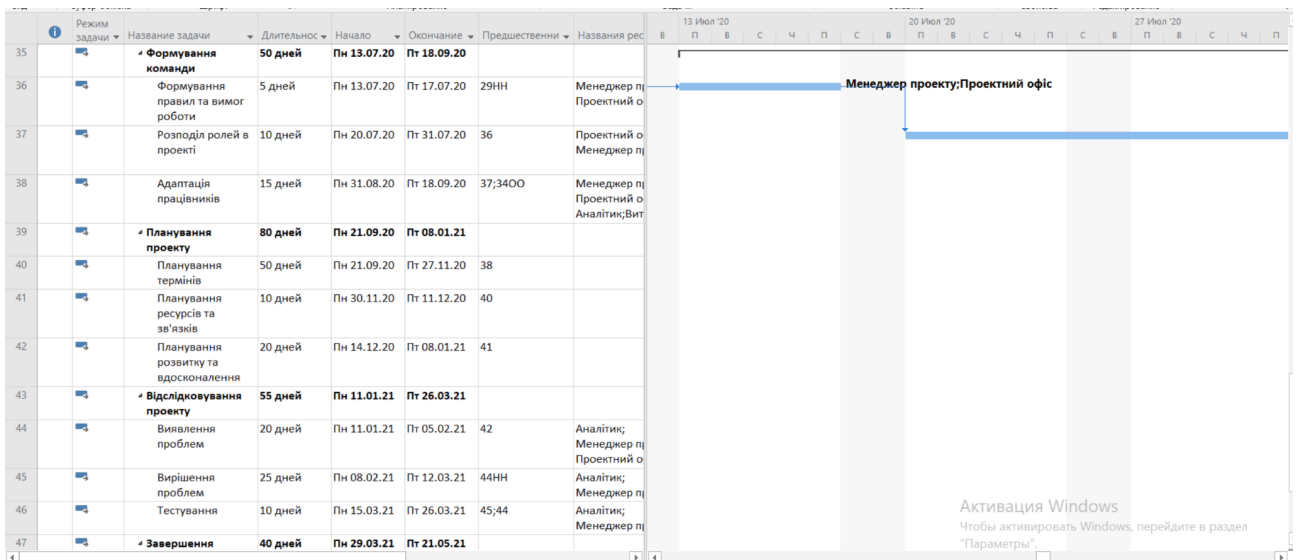 13 Июл '20 20 Июл '20 27 Июл '20
Режим задачи Название задачи Длительнос Начало Окончание Предшественни Названия рес В П В С Ч П С В П В С Ч П С В П В С Ч П
35 Формування команди 50 дней Пн 13.07.20 Пт 18.09.20
36 Формування правил та вимог роботи 5 дней Пн 13.07.20 Пт 17.07.20 29НН Менеджер Проектний Менеджер проекту;Проектний офіс
37 Розподіл ролей в проекті 10 дней Пн 20.07.20 Пт 31.07.20 36 Проектний Менеджер
38 Адаптація працівників 15 дней Пн 31.08.20 Пт 18.09.20 37;34ОО Менеджер Проектний Аналітик;Вит
39 Планування проекту 80 дней Пн 21.09.20 Пт 08.01.21
40 Планування термінів 50 дней Пн 21.09.20 Пт 27.11.20 38
41 Планування ресурсів та зв'язків 10 дней Пн 30.11.20 Пт 11.12.20 40
42 Планування розвитку та вдосконалення 20 дней Пн 14.12.20 Пт 08.01.21 41
43 Відслідковування проекту 55 дней Пн 11.01.21 Пт 26.03.21
44 Виявлення проблем 20 дней Пн 11.01.21 Пт 05.02.21 42 Аналітик; Менеджер Проектний
45 Вирішення проблем 25 дней Пн 08.02.21 Пт 12.03.21 44НН Аналітик; Менеджер
46 Тестування 10 дней Пн 15.03.21 Пт 26.03.21 45;44 Аналітик; Менеджер
47 Завершення 40 дней Пн 29.03.21 Пт 21.05.21
Активация Windows
Чтобы активировать Windows, перейдите в раздел
"Параметры".